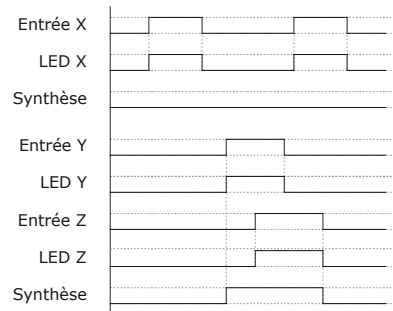 Entrée X
LED X
Synthèse
Entrée Y
LED Y
Entrée Z
LED Z
Synthèse